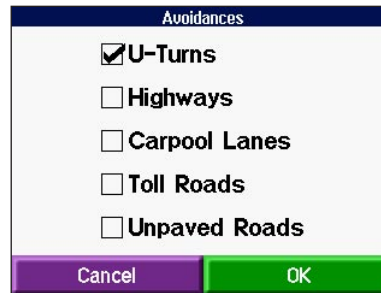 Avoidances
U-Turns
Highways
Carpool Lanes
Toll Roads
Unpaved Roads
Cancel OK